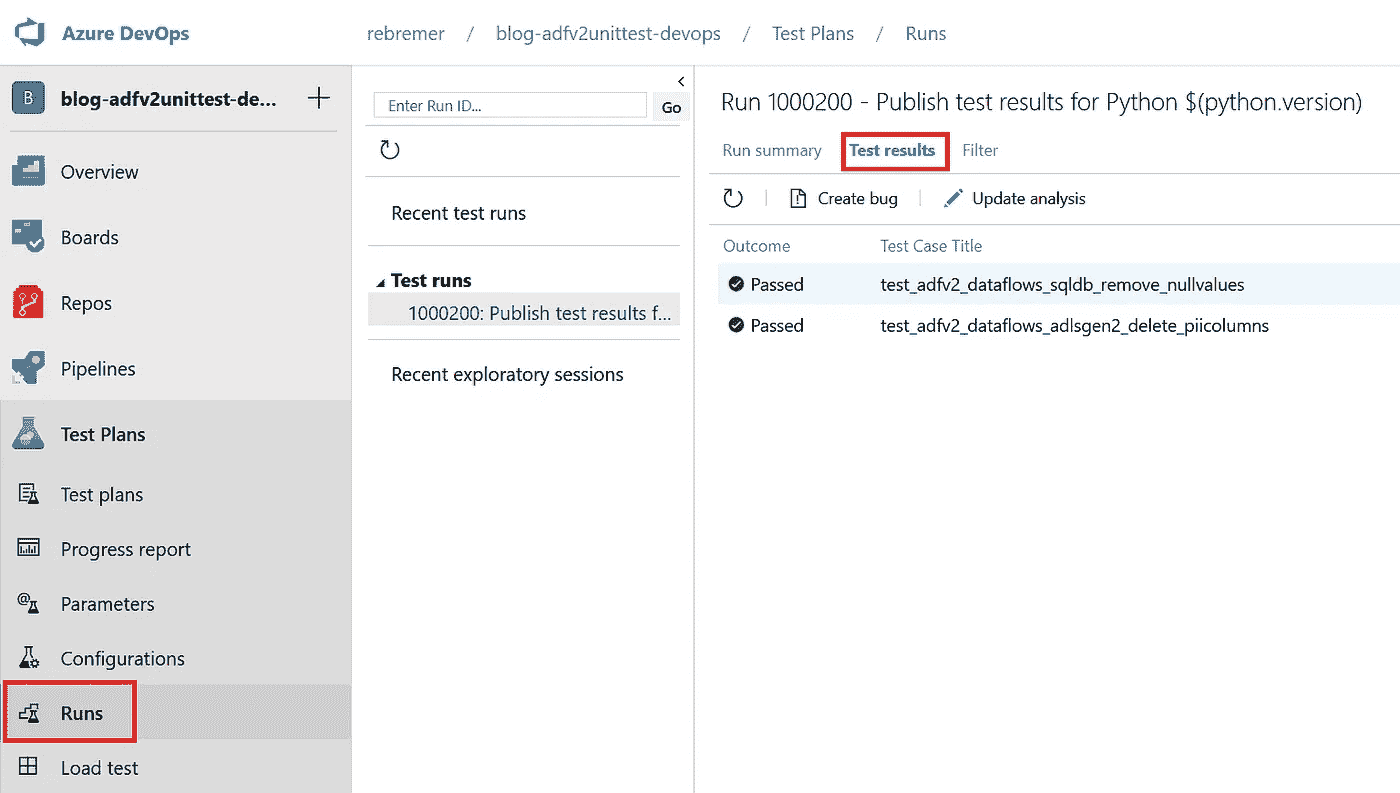 Azure DevOps
rebremer / blog-adfv2unittest-devops / Test Plans / Runs
B blog-adfv2unittest-de...
Overview
Boards
Repos
Pipelines
Test Plans
Test plans
Progress report
Parameters
Configurations
Runs
Load test
Enter Run ID...
Go
Recent test runs
Test runs
1000200: Publish test results f...
Recent exploratory sessions
Run 1000200 - Publish test results for Python $(python.version)
Run summary Test results Filter
Create bug Update analysis
Outcome Test Case Title
Passed test_adfv2_dataflows_sqldb_remove_nullvalues
Passed test_adfv2_dataflows_adlsgen2_delete_piicolumns